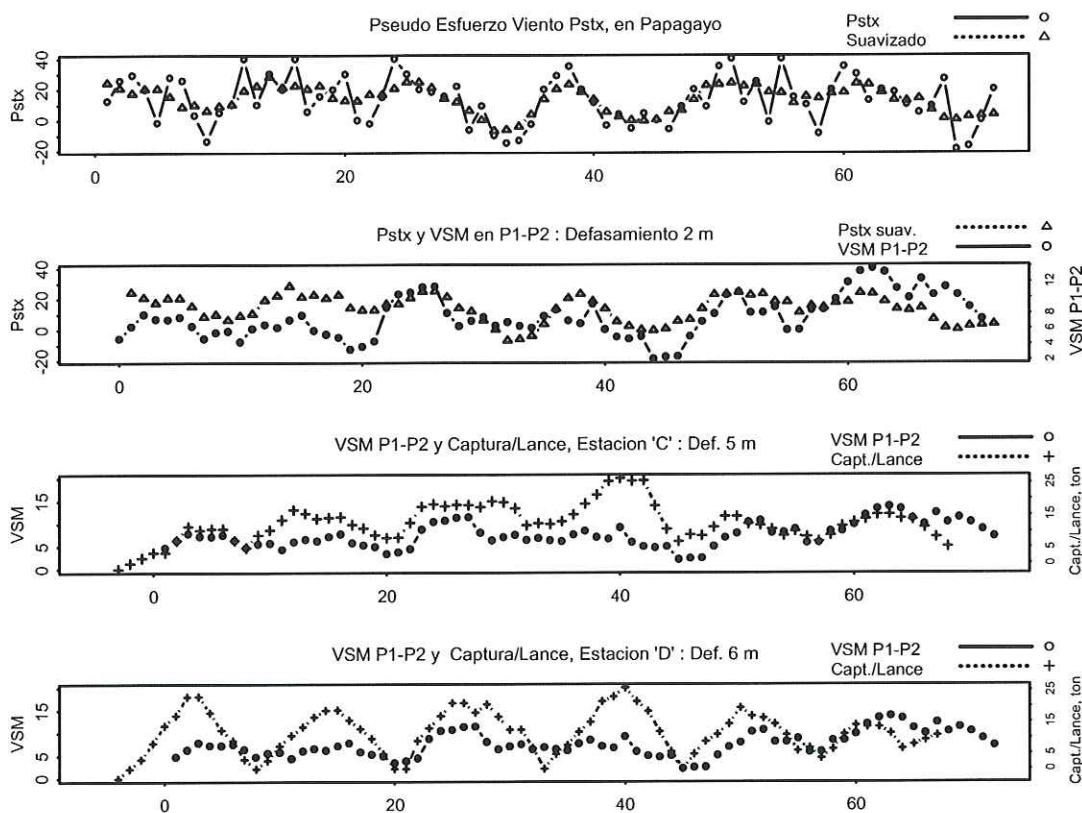 Pseudo Esfuerzo Viento Pstx, en Papagayo
Pstx
Suavizado
Pstx
40
20
0
-20
0
20
40
60
Pstx y VSM en P1-P2 : Defasamiento 2 m
Pstx suav.
VSM P1-P2
Pstx
40
20
0
-20
VSM P1-P2
12
10
8
6
4
2
0
20
40
60
VSM P1-P2 y Captura/Lance, Estacion 'C' : Def. 5 m
VSM P1-P2
Capt./Lance
VSM
15
5
0
Capt./Lance, ton
25
15
5
0
0
20
40
60
VSM P1-P2 y Captura/Lance, Estacion 'D' : Def. 6 m
VSM P1-P2
Capt./Lance
VSM
15
5
0
Capt./Lance, ton
25
15
5
0
0
20
40
60